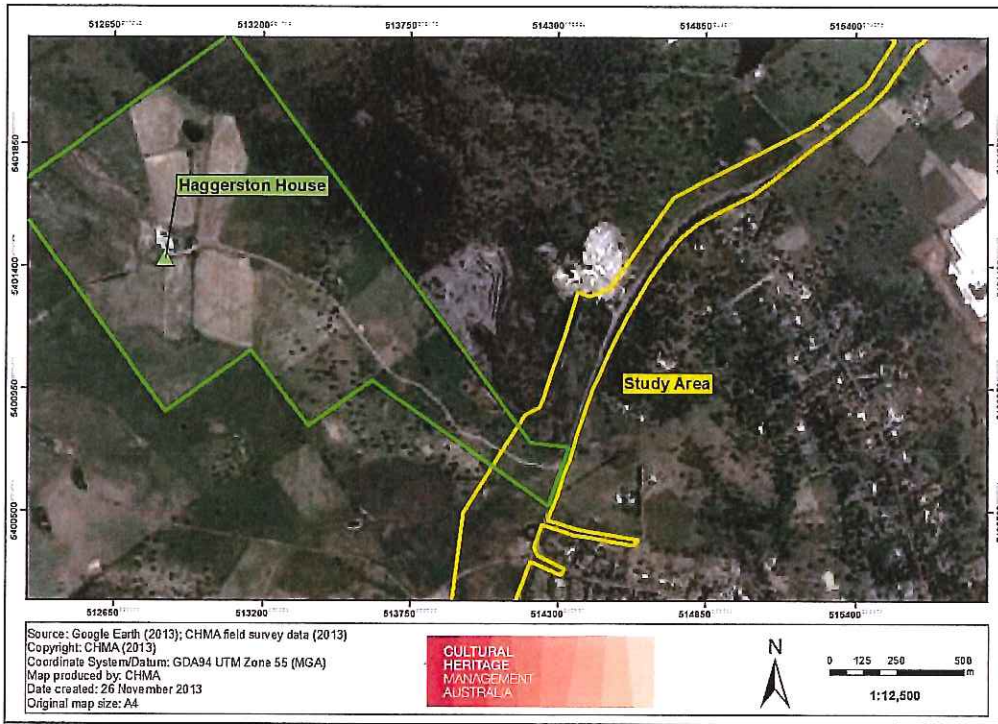 512650 513200 513750 514300 514850 515400
5401850
Haggerston House
5401400
5400950
Study Area
5400500
512650 513200 513750 514300 514850 515400
Source: Google Earth (2013); CHMA field survey data (2013)
Copyright: CHMA (2013)
Coordinate System/Datum: GDA94 UTM Zone 55 (MGA)
Map produced by: CHMA
Date created: 26 November 2013
Original map size: A4
CULTURAL
HERITAGE
MANAGEMENT
AUSTRALIA
N
0 125 250 500
m
1:12,500